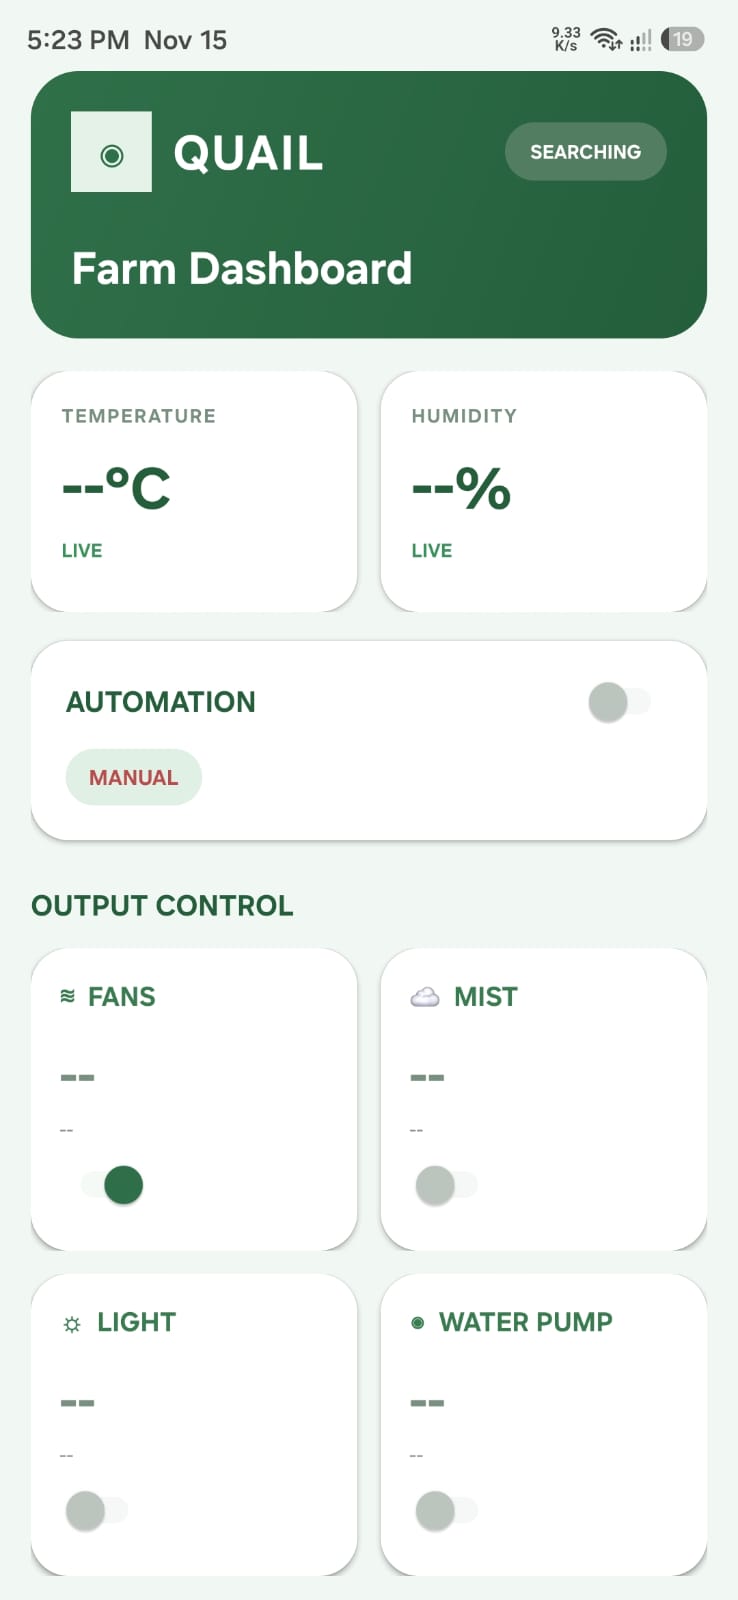 5:23 PM Nov 15
9.33
K/s
19
QUAIL
SEARCHING
Farm Dashboard
TEMPERATURE
--°C
LIVE
HUMIDITY
--%
LIVE
AUTOMATION
MANUAL
OUTPUT CONTROL
FANS
--
--
MIST
--
--
LIGHT
--
--
WATER PUMP
--
--